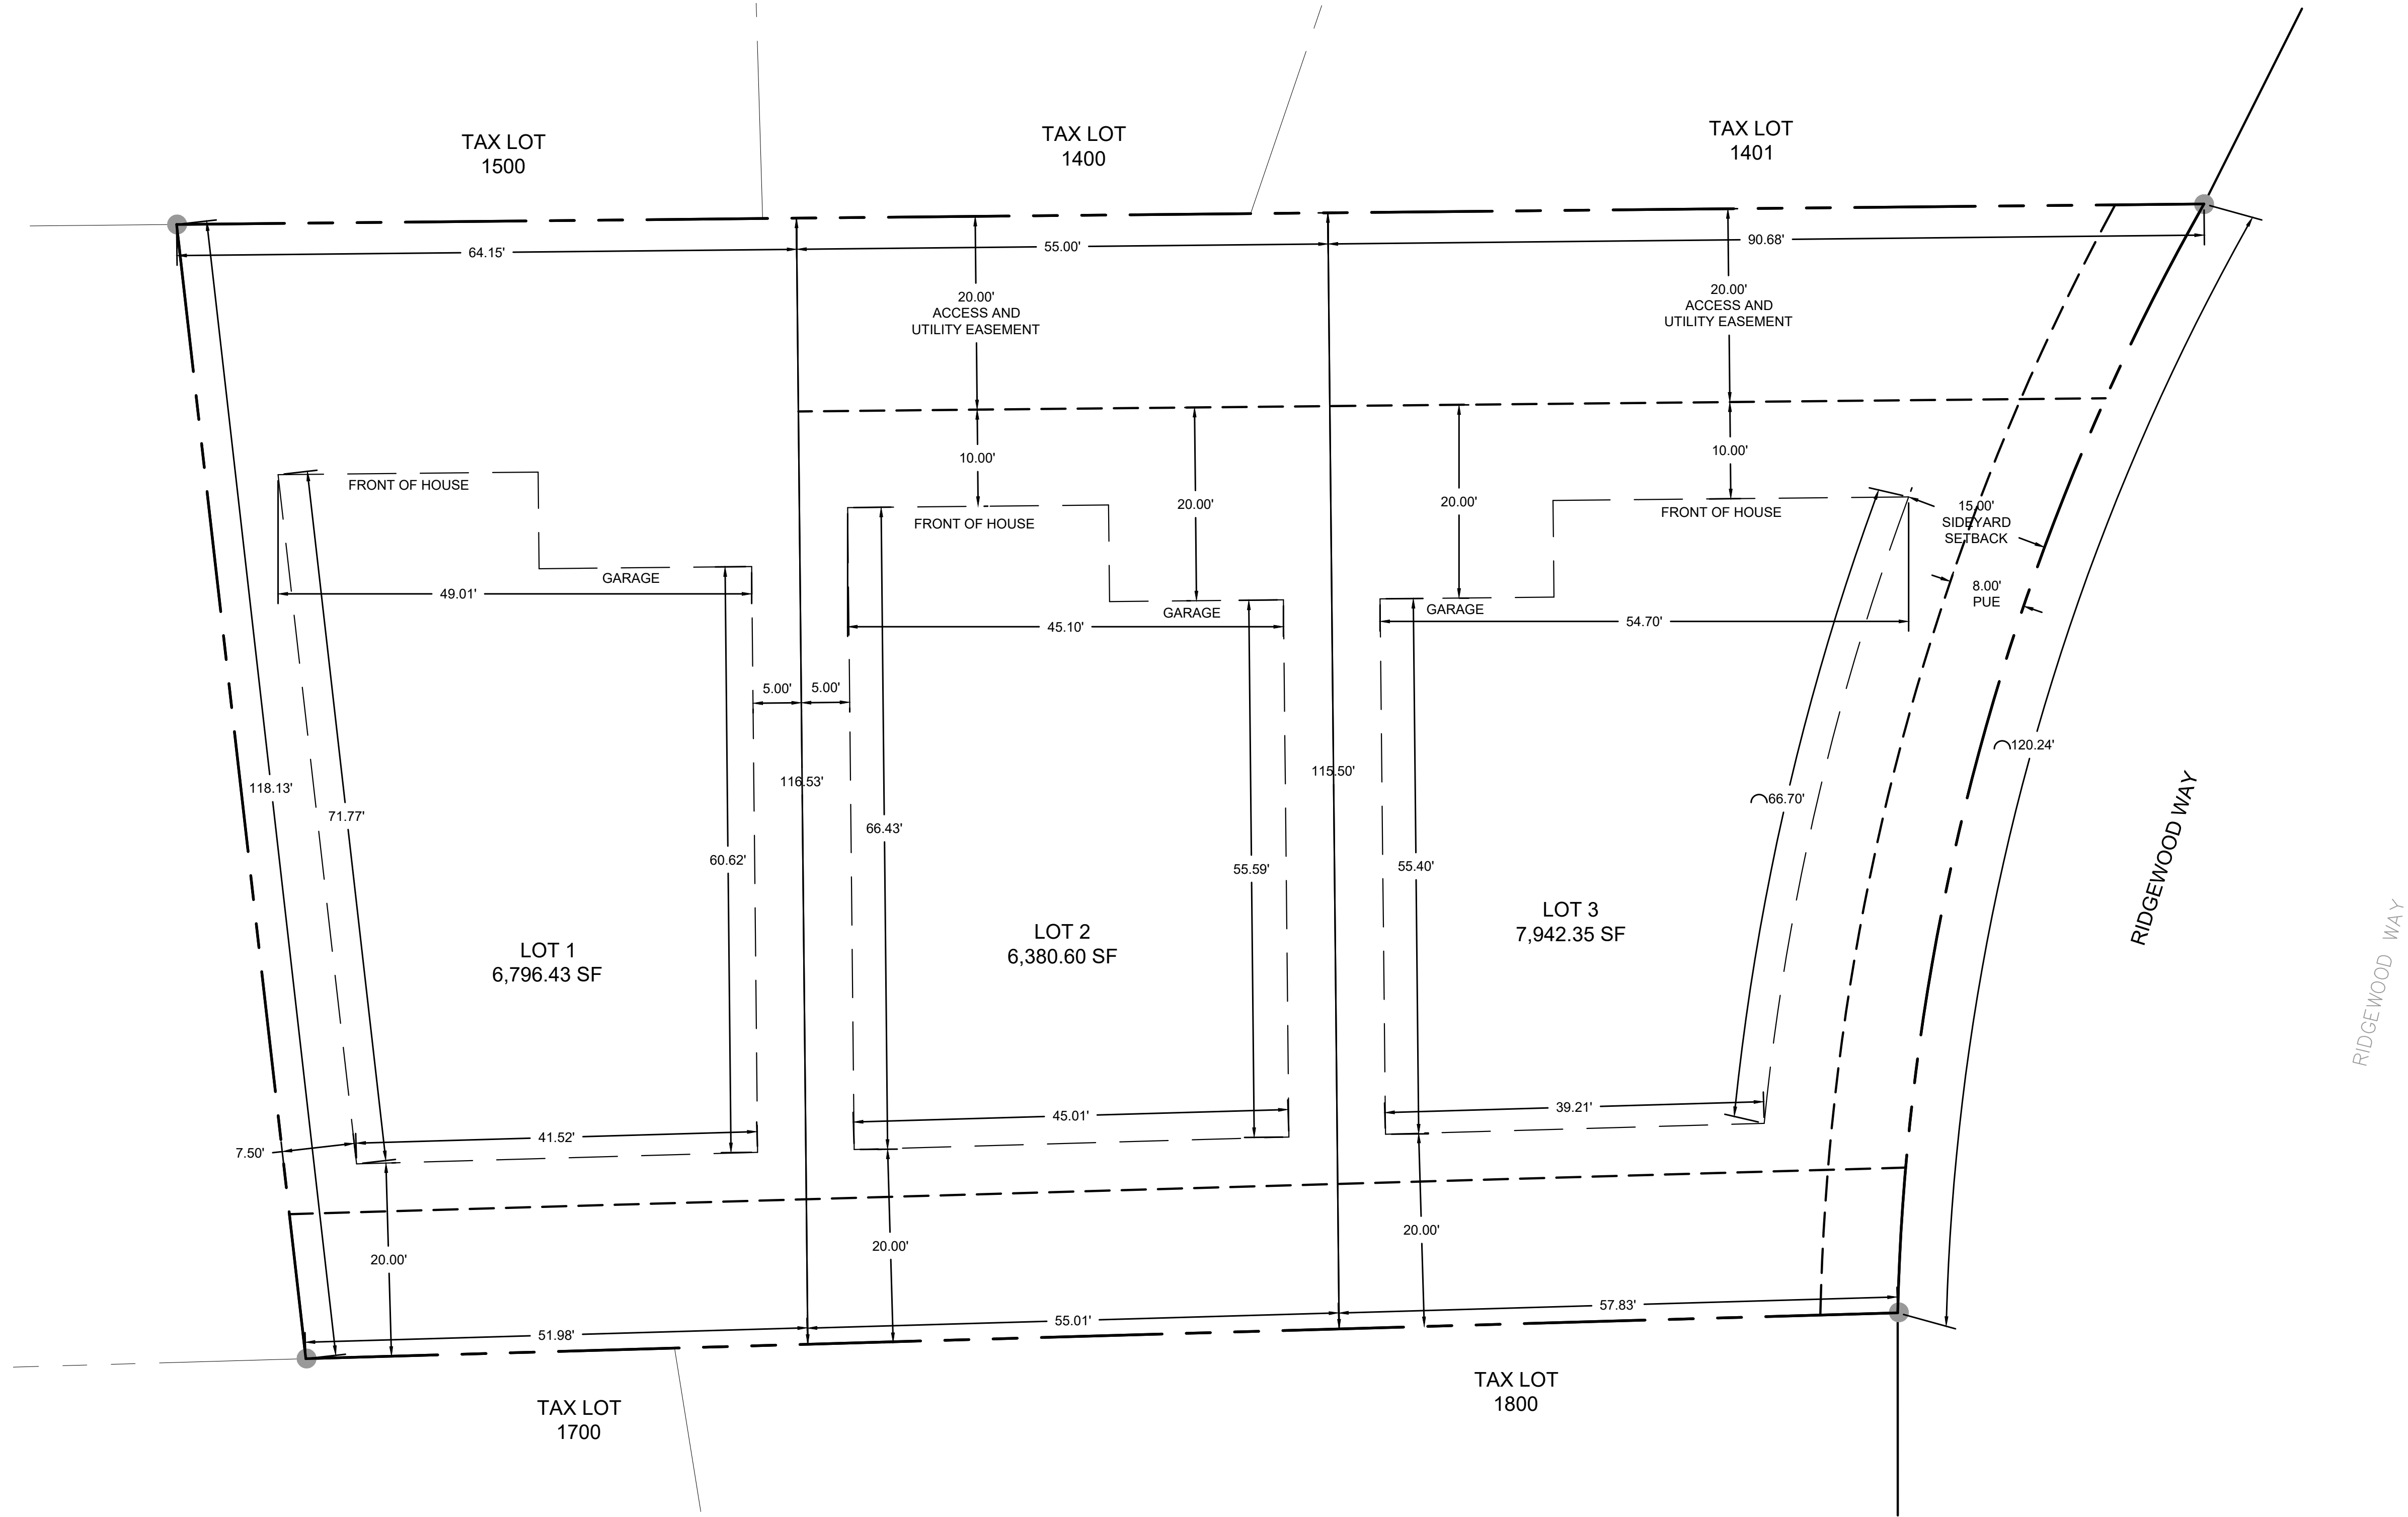 TAX LOT
1500
TAX LOT
1400
TAX LOT
1401
64.15'
55.00'
90.68'
20.00'
ACCESS AND
UTILITY EASEMENT
20.00'
ACCESS AND
UTILITY EASEMENT
10.00'
10.00'
FRONT OF HOUSE
GARAGE
49.01'
FRONT OF HOUSE
20.00'
GARAGE
45.10'
20.00'
GARAGE
FRONT OF HOUSE
54.70'
15.00'
SIDEYARD
SETBACK
8.00'
PUE
5.00'
5.00'
118.13'
71.77'
60.62'
116.53'
66.43'
55.59'
115.50'
55.40'
66.70'
120.24'
RIDGEWOOD WAY
RIDGEWOOD WAY
LOT 1
6,796.43 SF
LOT 2
6,380.60 SF
LOT 3
7,942.35 SF
7.50'
41.52'
45.01'
39.21'
20.00'
20.00'
20.00'
51.98'
55.01'
57.83'
TAX LOT
1700
TAX LOT
1800